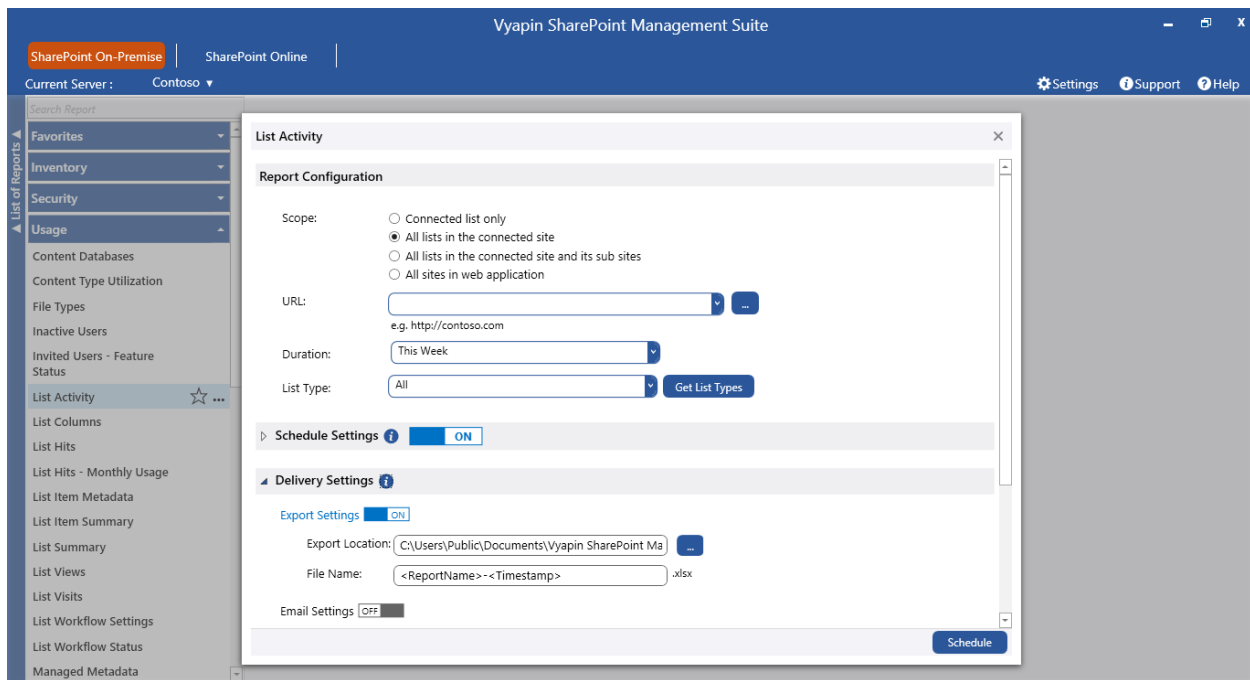 Vyapin SharePoint Management Suite
SharePoint On-Premise
SharePoint Online
Current Server :
Contoso
Settings
Support
Help
Search Report
List of Reports
Favorites
Inventory
Security
Usage
Content Databases
Content Type Utilization
File Types
Inactive Users
Invited Users - Feature
Status
List Activity
List Columns
List Hits
List Hits - Monthly Usage
List Item Metadata
List Item Summary
List Summary
List Views
List Visits
List Workflow Settings
List Workflow Status
Managed Metadata
List Activity
Report Configuration
Scope:
Connected list only
All lists in the connected site
All lists in the connected site and its sub sites
All sites in web application
URL:
...
e.g. http://contoso.com
Duration:
This Week
List Type:
All
Get List Types
Schedule Settings
ON
Delivery Settings
Export Settings
ON
Export Location:
C:\Users\Public\Documents\Vyapin SharePoint Ma
...
File Name:
<ReportName>-<Timestamp>
.xlsx
Email Settings
OFF
Schedule